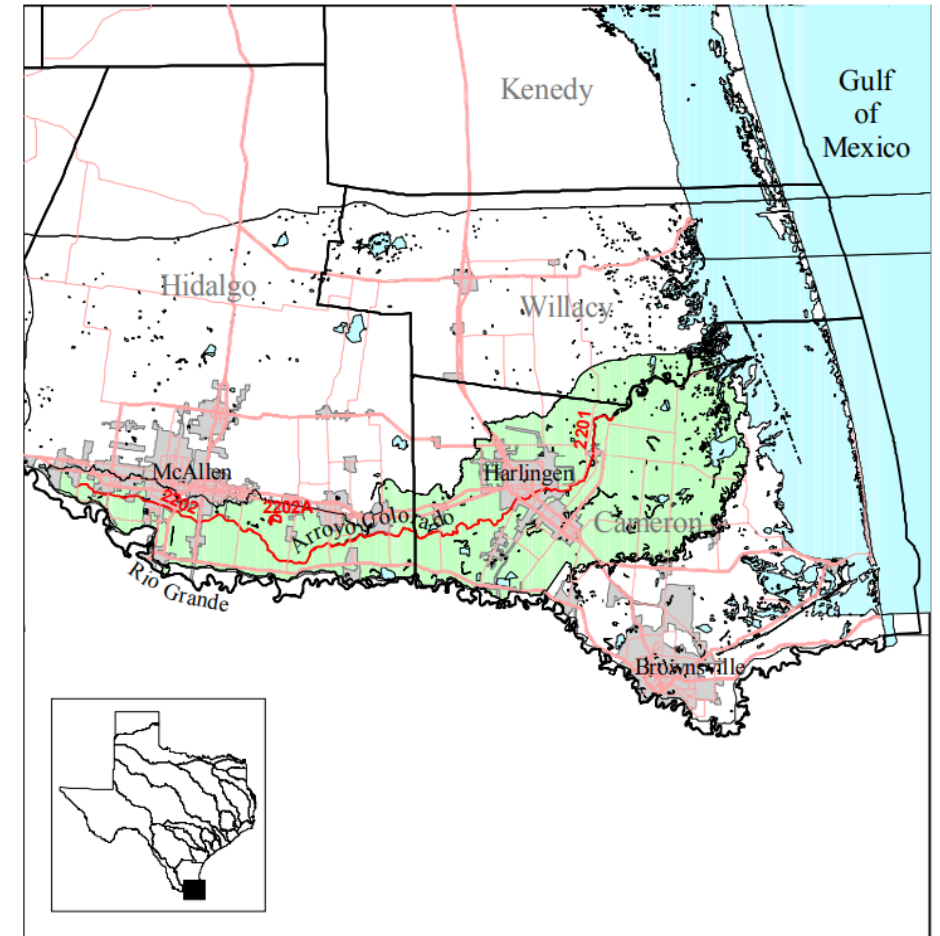 Kenedy
Gulf
of
Mexico
Hidalgo
Willacy
2201
McAllen
Harlingen
2202
2202A
Arroyo Colorado
Cameron
Rio Grande
Brownsville